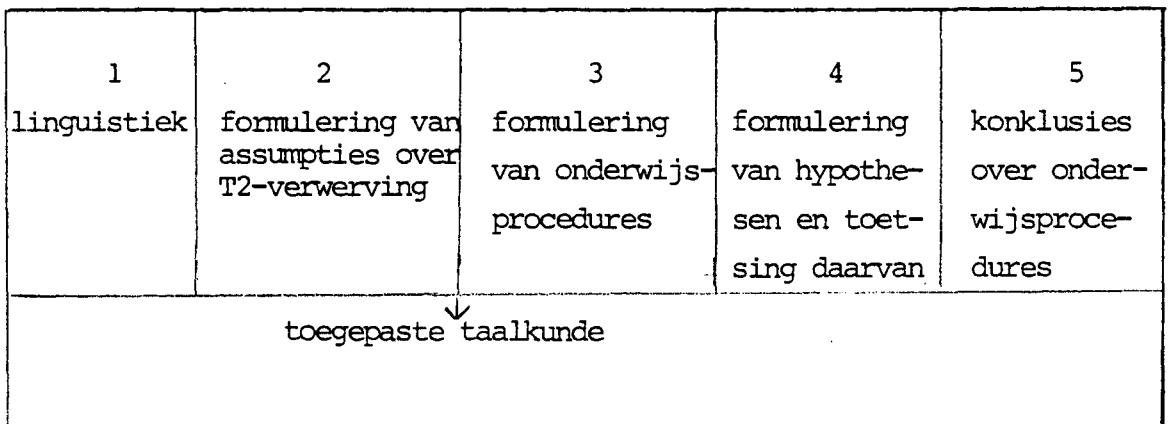 1
linguistiek
2
formulering van
assumpties over
T2-verwerving
3
formulering
van onderwijs-
procedures
4
formulering
van hypothe-
sen en toet-
sing daarvan
5
konklusies
over onder-
wijsproce-
dures
toegepaste taalkunde